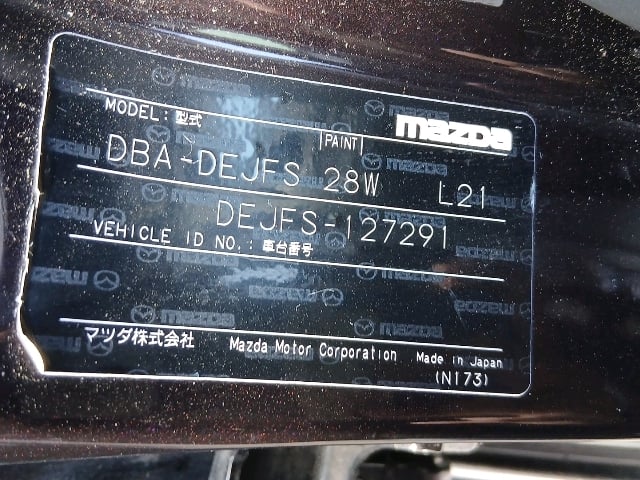 MODEL : 型式 PAINT mazda
DBA-DEJFS 28W L21
DEJFS-127291
VEHICLE ID NO. : 車台番号
マツダ株式会社 Mazda Motor Corporation Made in Japan
(N173)